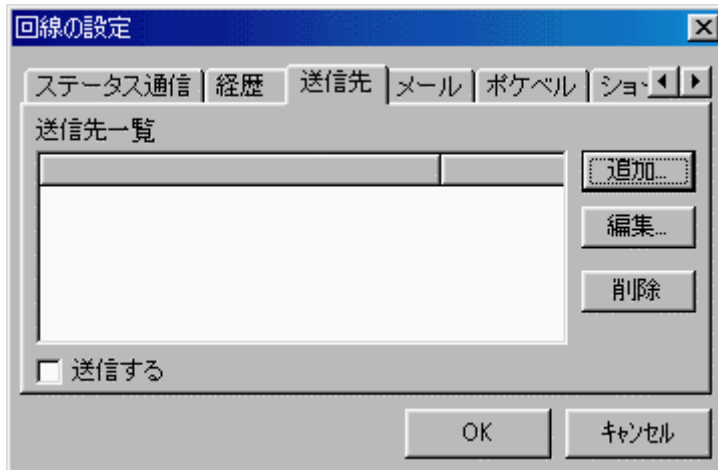 回線の設定
ステータス通信 経歴 送信先 メール ポケベル ショ
送信先一覧
追加...
編集...
削除
送信する
OK キャンセル